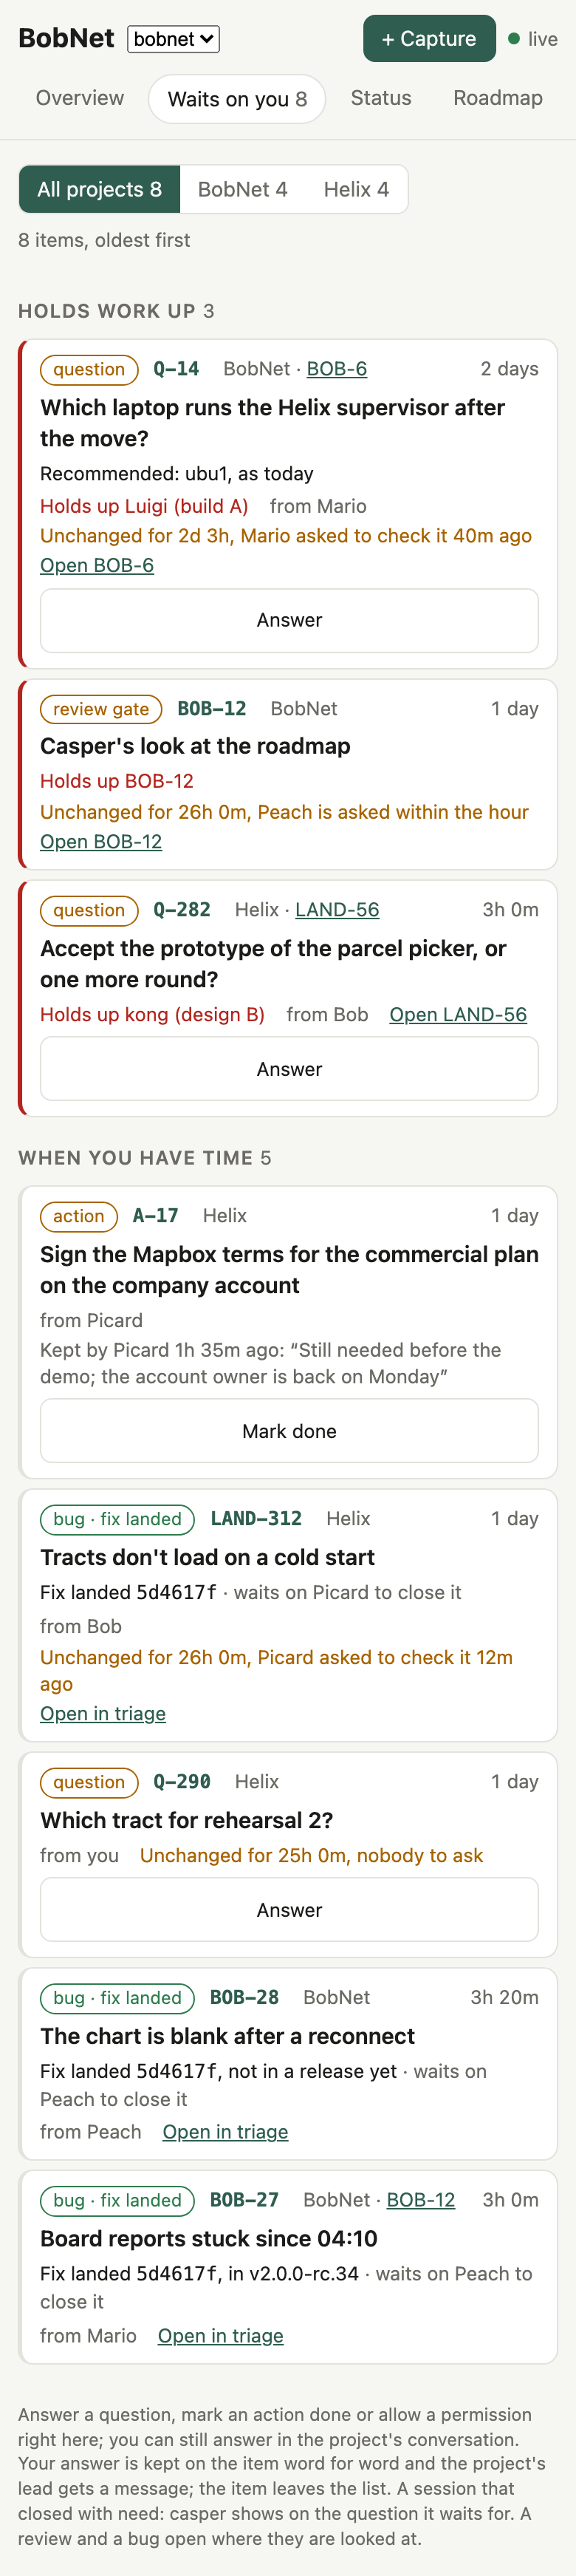 BobNet bobnet + Capture live
Overview Waits on you 8 Status Roadmap
All projects 8 BobNet 4 Helix 4
8 items, oldest first
HOLDS WORK UP 3
question Q-14 BobNet · BOB-6 2 days
Which laptop runs the Helix supervisor after
the move?
Recommended: ubu1, as today
Holds up Luigi (build A) from Mario
Unchanged for 2d 3h, Mario asked to check it 40m ago
Open BOB-6
Answer
review gate BOB-12 BobNet 1 day
Casper's look at the roadmap
Holds up BOB-12
Unchanged for 26h 0m, Peach is asked within the hour
Open BOB-12
question Q-282 Helix · LAND-56 3h 0m
Accept the prototype of the parcel picker, or
one more round?
Holds up kong (design B) from Bob Open LAND-56
Answer
WHEN YOU HAVE TIME 5
action A-17 Helix 1 day
Sign the Mapbox terms for the commercial plan
on the company account
from Picard
Kept by Picard 1h 35m ago: “Still needed before the
demo; the account owner is back on Monday”
Mark done
bug · fix landed LAND-312 Helix 1 day
Tracts don't load on a cold start
Fix landed 5d4617f · waits on Picard to close it
from Bob
Unchanged for 26h 0m, Picard asked to check it 12m
ago
Open in triage
question Q-290 Helix 1 day
Which tract for rehearsal 2?
from you Unchanged for 25h 0m, nobody to ask
Answer
bug · fix landed BOB-28 BobNet 3h 20m
The chart is blank after a reconnect
Fix landed 5d4617f, not in a release yet · waits on
Peach to close it
from Peach Open in triage
bug · fix landed BOB-27 BobNet · BOB-12 3h 0m
Board reports stuck since 04:10
Fix landed 5d4617f, in v2.0.0-rc.34 · waits on Peach to
close it
from Mario Open in triage
Answer a question, mark an action done or allow a permission
right here; you can still answer in the project's conversation.
Your answer is kept on the item word for word and the project's
lead gets a message; the item leaves the list. A session that
closed with need: casper shows on the question it waits for. A
review and a bug open where they are looked at.